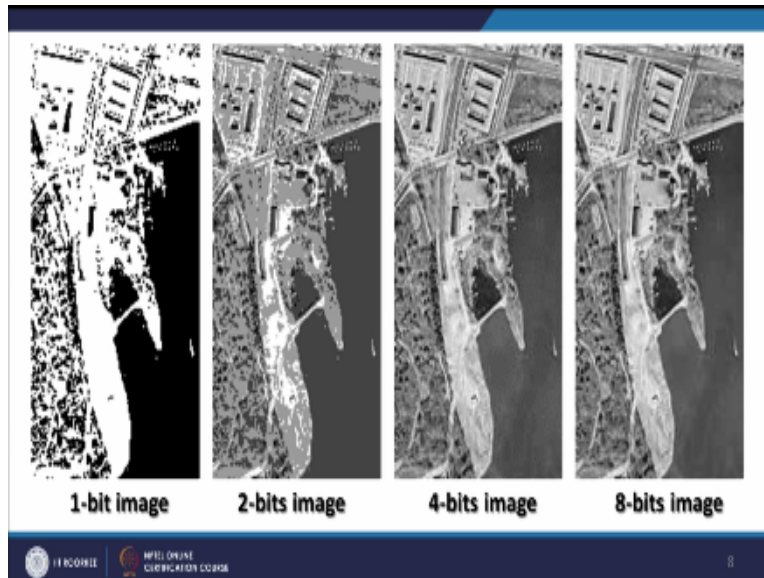 1-bit image
2-bits image
4-bits image
8-bits image
IIT ROORKEE
NPTEL ONLINE
CERTIFICATION COURSE
8